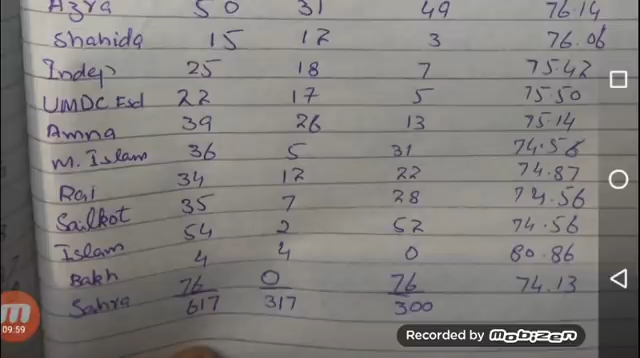 Azra 50 31 49 76.14
Shahida 15 12 3 76.06
Indep 25 18 7 75.42
UMDC Fsd 22 17 5 75.50
Amna 39 26 13 75.14
M. Islam 36 5 31 74.56
Rai 34 12 22 74.87
Sailkot 35 7 28 74.56
Islam 54 2 52 74.56
Bakh 4 4 0 80.86
Sahra 76 0 76 74.13
617 317 300
09:59
Recorded by mobizen